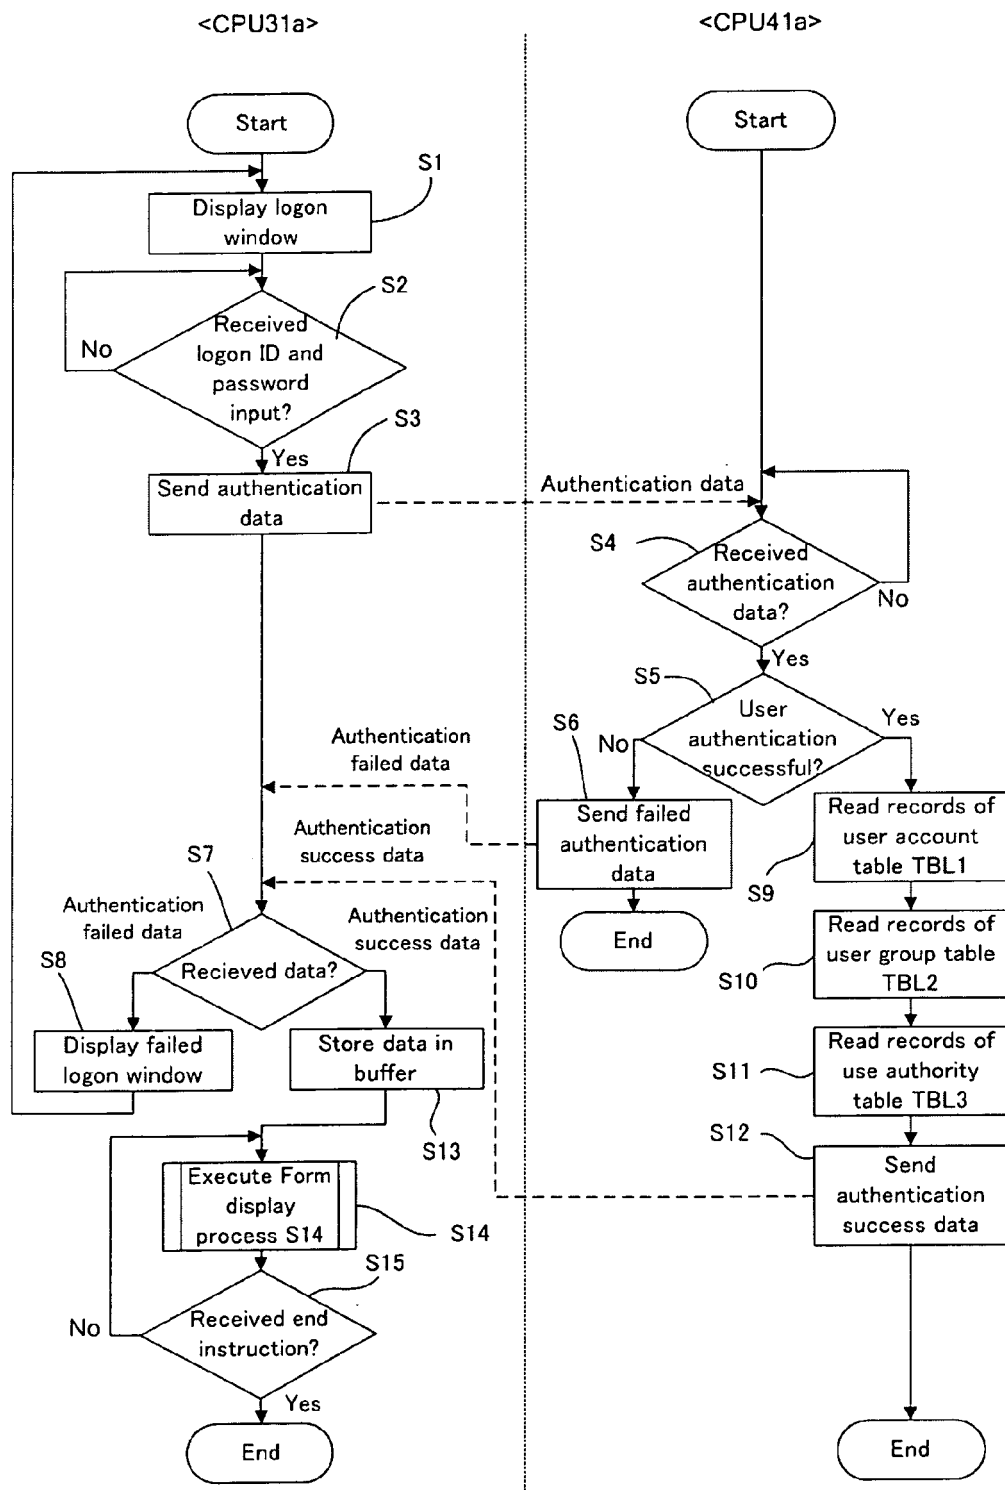 <CPU31a>
<CPU41a>
Start
Start
S1
Display logon
window
S2
Received
logon ID and
password
input?
No
S3
Yes
Send authentication
data
Authentication data
S4
Received
authentication
data?
No
Yes
S5
User
authentication
successful?
No
Yes
S6
Authentication
failed data
Send failed
authentication
data
Read records of
user account
table TBL1
S9
Authentication
success data
S7
Authentication
failed data
Authentication
success data
Recieved data?
End
Read records of
user group table
TBL2
S10
S8
Display failed
logon window
Store data in
buffer
S13
Read records of
use authority
table TBL3
S11
S12
Send
authentication
success data
Execute Form
display
process S14
S14
S15
Received end
instruction?
No
Yes
End
End